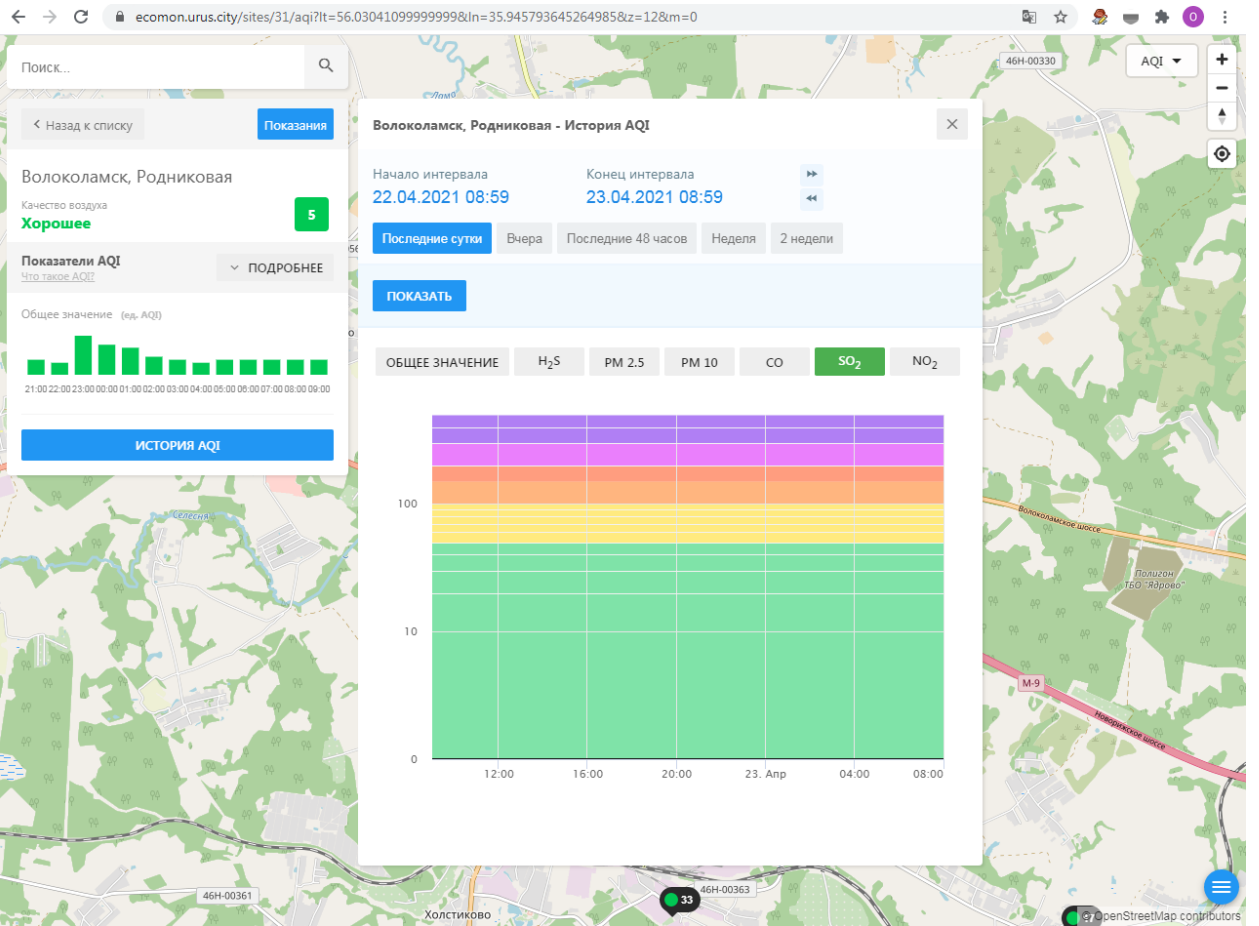 ecomon.urus.city/sites/31/aqi?lt=56.030410999999999&ln=35.945793645264985&z=12&m=0
O
Поиск...
46Н-00330
AQI
Лама
Назад к списку
Показания
Волоколамск, Родниковая - История AQI
Волоколамск, Родниковая
Качество воздуха
Хорошее
5
Начало интервала
Конец интервала
22.04.2021 08:59
23.04.2021 08:59
Последние сутки
Вчера
Последние 48 часов
Неделя
2 недели
Показатели AQI
Что такое AQI?
ПОДРОБНЕЕ
ПОКАЗАТЬ
Общее значение (ед. AQI)
21:00 22:00 23:00 00:00 01:00 02:00 03:00 04:00 05:00 06:00 07:00 08:00 09:00
ИСТОРИЯ AQI
ОБЩЕЕ ЗНАЧЕНИЕ
H2S
PM 2.5
PM 10
CO
SO2
NO2
100
10
0
12:00
16:00
20:00
23. Апр
04:00
08:00
Селесня
Волоколамское шоссе
Полигон
ТБО "Ядрово"
М-9
Новорижское шоссе
46Н-00361
46Н-00363
33
Холстиково
© OpenStreetMap contributors